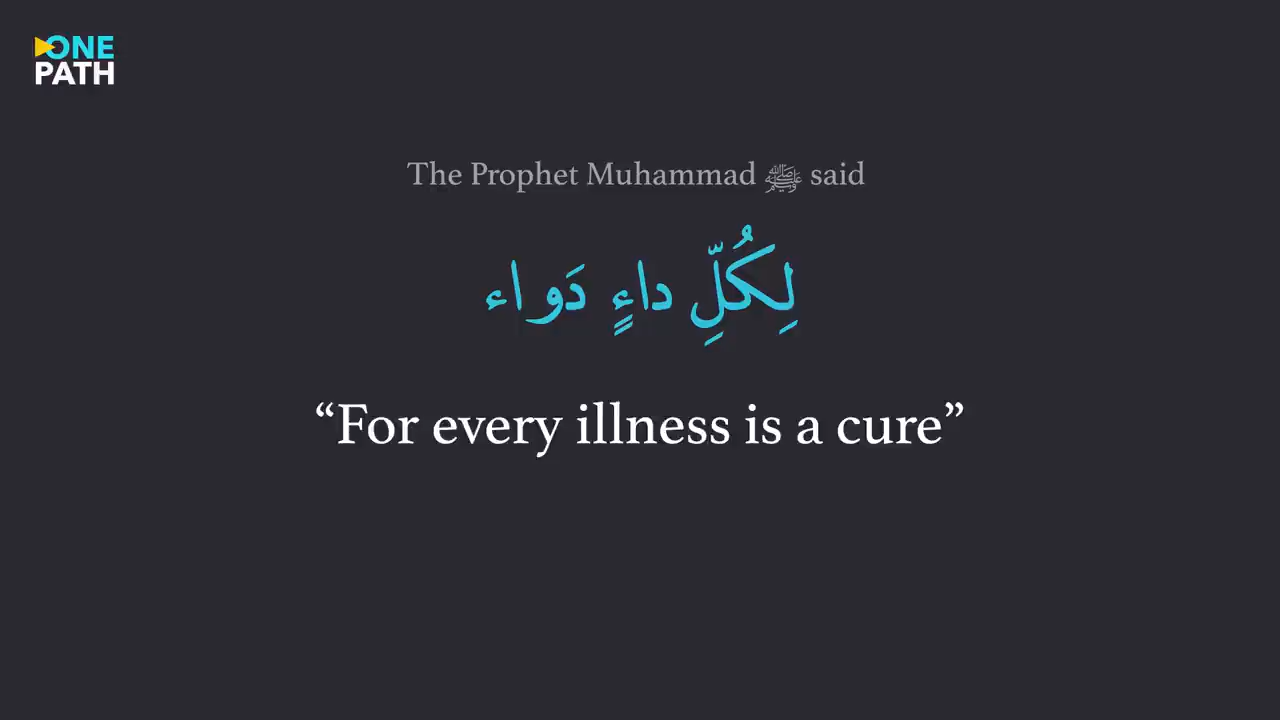 ONE
PATH
The Prophet Muhammad ﷺ said
لِكُلِّ داءٍ دَواء
“For every illness is a cure”